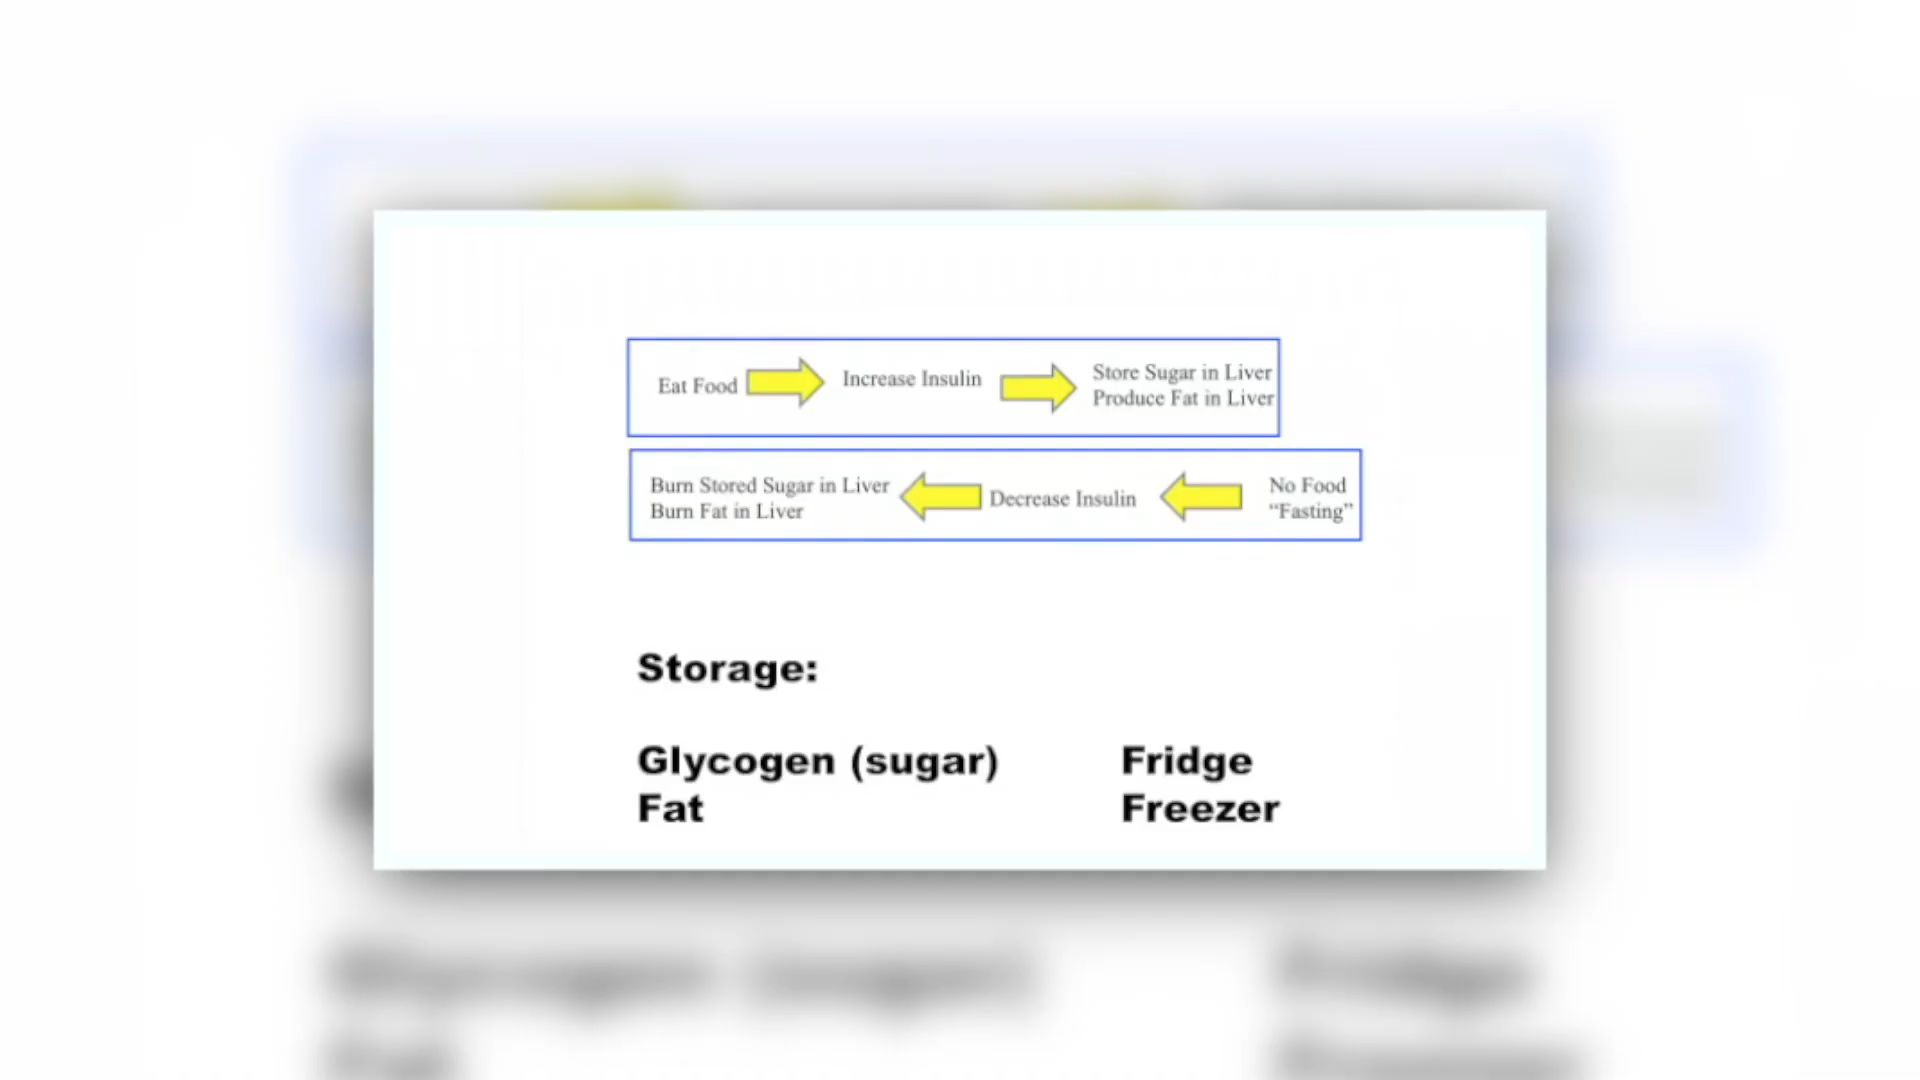 Eat Food
Increase Insulin
Store Sugar in Liver
Produce Fat in Liver
Burn Stored Sugar in Liver
Burn Fat in Liver
Decrease Insulin
No Food
“Fasting”
Storage:
Glycogen (sugar) Fridge
Fat Freezer